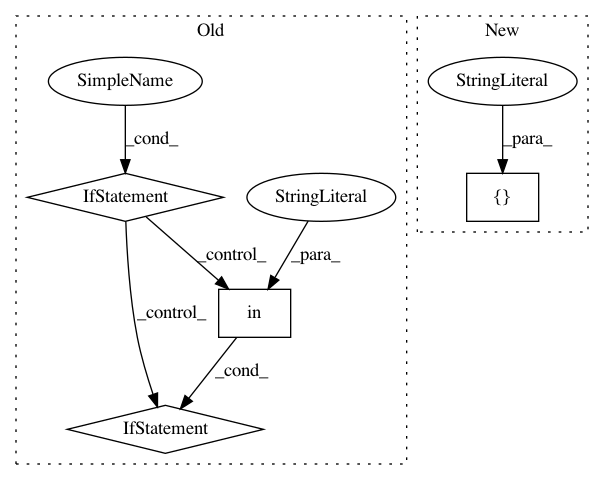 Old
New
SimpleName
StringLiteral
_cond_
_para_
IfStatement
StringLiteral
{}
_control_
_para_
_control_
in
_cond_
IfStatement